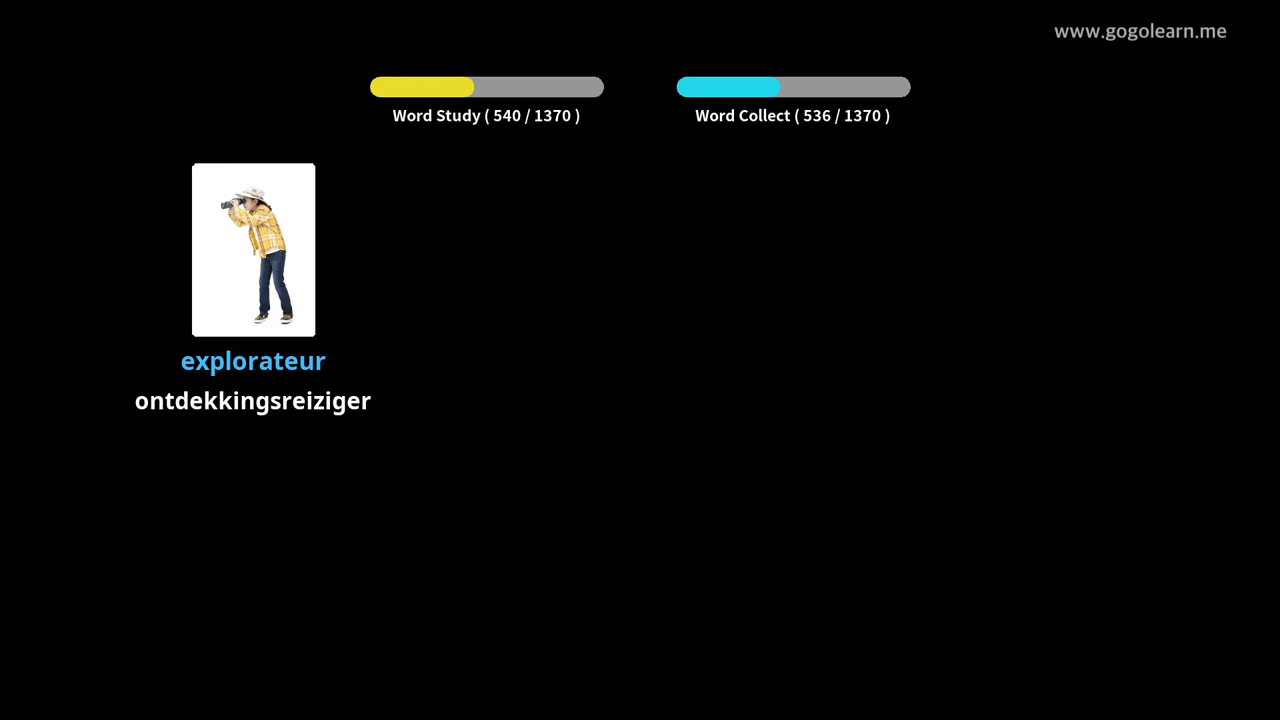 www.gogolearn.me
Word Study ( 540 / 1370 )
Word Collect ( 536 / 1370 )
explorateur
ontdekkingsreiziger